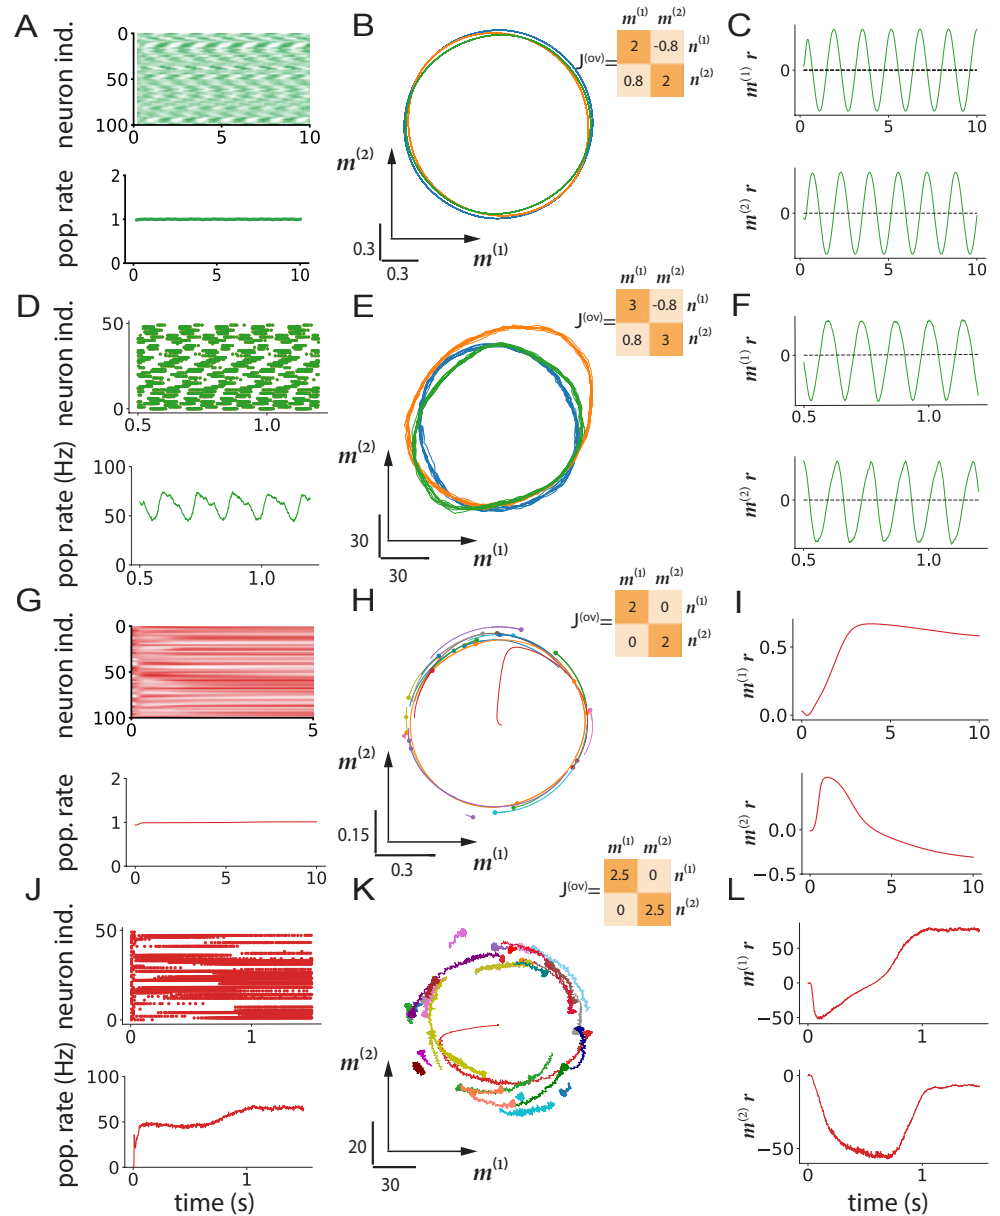 A
neuron ind.
0
50
100
0
5
10
pop. rate
2
1
0
0
5
10
B
m(1) m(2)
J(ov)=
2 -0.8 n(1)
0.8 2 n(2)
m(2)
m(1)
0.3
0.3
C
m(1) r
0
0
5
10
m(2) r
0
0
5
10
D
neuron ind.
50
0
0.5
1.0
pop. rate (Hz)
100
50
0
0.5
1.0
E
m(1) m(2)
J(ov)=
3 -0.8 n(1)
0.8 3 n(2)
m(2)
m(1)
30
30
F
m(1) r
0
0.5
1.0
m(2) r
0
0.5
1.0
G
neuron ind.
0
50
100
0
5
pop. rate
2
1
0
0
5
10
H
m(1) m(2)
J(ov)=
2 0 n(1)
0 2 n(2)
m(2)
m(1)
0.15
0.3
I
m(1) r
0.5
0.0
0
5
10
m(2) r
0.0
−0.5
0
5
10
J
neuron ind.
50
0
0
1
pop. rate (Hz)
100
50
0
0
1
time (s)
K
m(1) m(2)
J(ov)=
2.5 0 n(1)
0 2.5 n(2)
m(2)
m(1)
20
30
L
m(1) r
50
0
−50
0
1
m(2) r
0
−50
0
1
time (s)